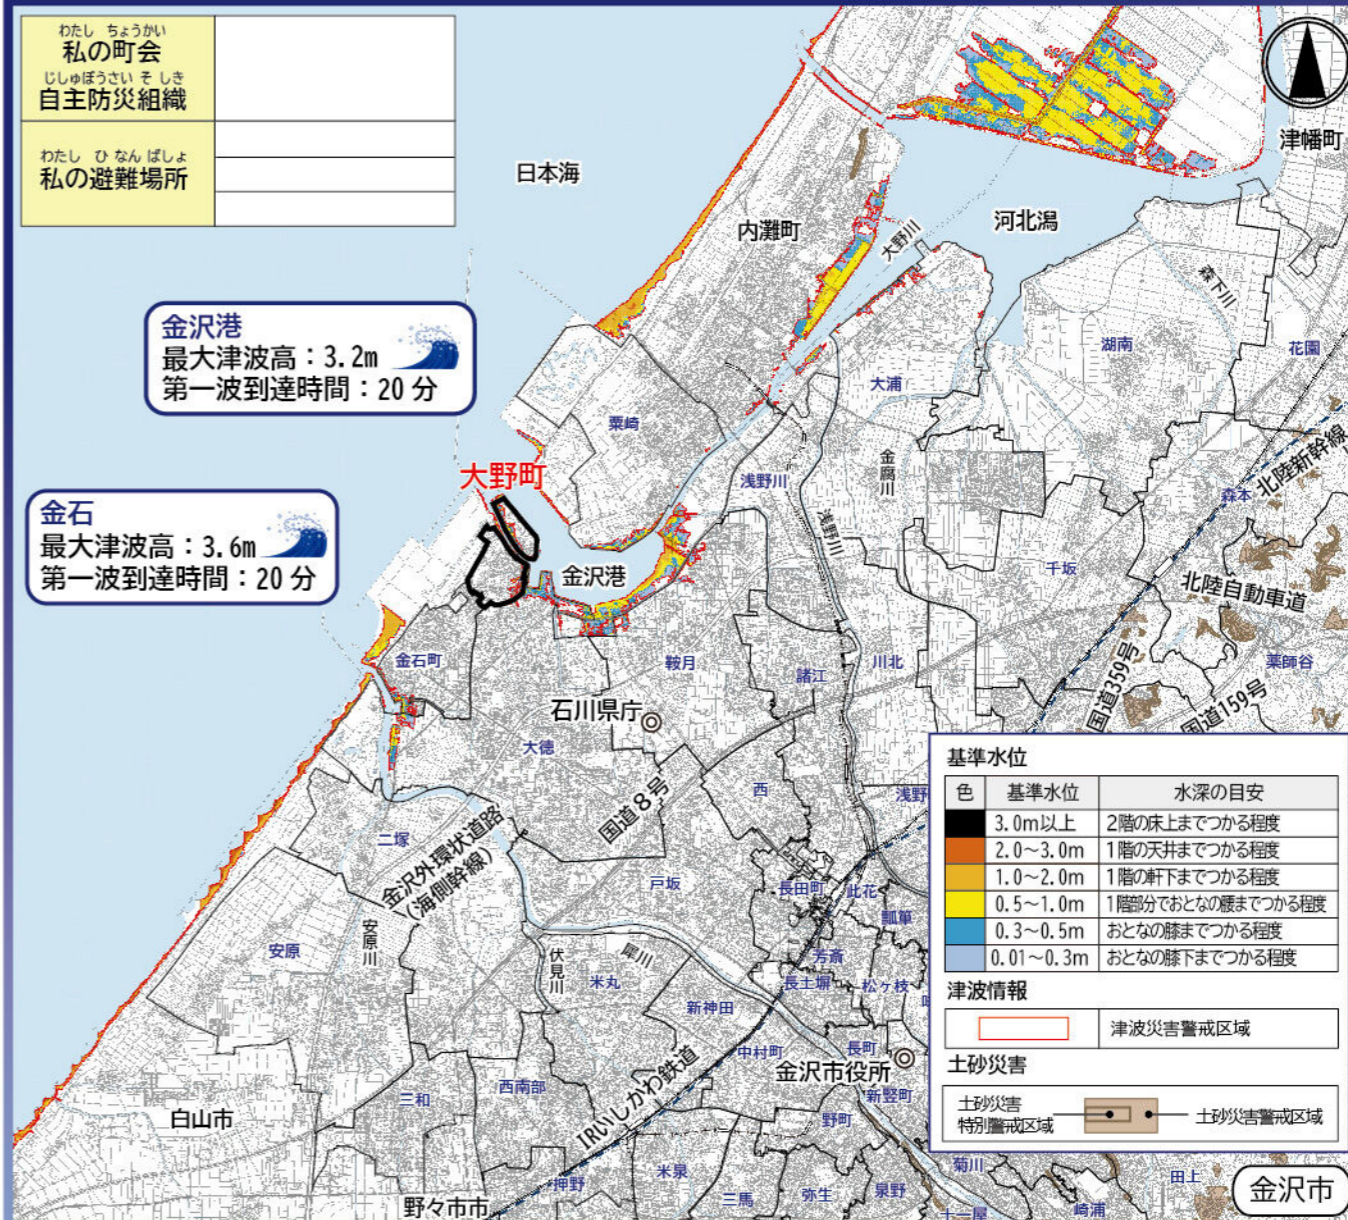 わたし ちょうかい
私の町会
じしゅぼうさい そ しき
自主防災組織
わたし ひ なん ばしょ
私の避難場所
日本海
津幡町
内灘町
大野川
河北潟
森下川
金沢港
最大津波高：3.2m
第一波到達時間：20 分
湖南
花園
大浦
粟崎
金腐川
北陸新幹線
大野町
浅野川
森本
金石
最大津波高：3.6m
第一波到達時間：20 分
浅野川
金沢港
千坂
北陸自動車道
金石町
鞍月
諸江
川北
国道359号
薬師谷
国道159号
石川県庁
大徳
西
国道８号
浅野
二塚
金沢外環状道路
（海側幹線）
戸坂
長田町
此花
瓢箪
安原
安原川
伏見川
犀川
米丸
芳斎
長土塀
松ヶ枝
新神田
中村町
長町
金沢市役所
新竪町
西南部
三和
白山市
IRいしかわ鉄道
野町
米泉
押野
三馬
弥生
泉野
菊川
十一屋
田上
崎浦
野々市市
基準水位
色 基準水位 水深の目安
3.0m以上 2階の床上までつかる程度
2.0～3.0m 1階の天井までつかる程度
1.0～2.0m 1階の軒下までつかる程度
0.5～1.0m 1階部分でおとなの腰までつかる程度
0.3～0.5m おとなの膝までつかる程度
0.01～0.3m おとなの膝下までつかる程度
津波情報
津波災害警戒区域
土砂災害
土砂災害
特別警戒区域
土砂災害警戒区域
金沢市